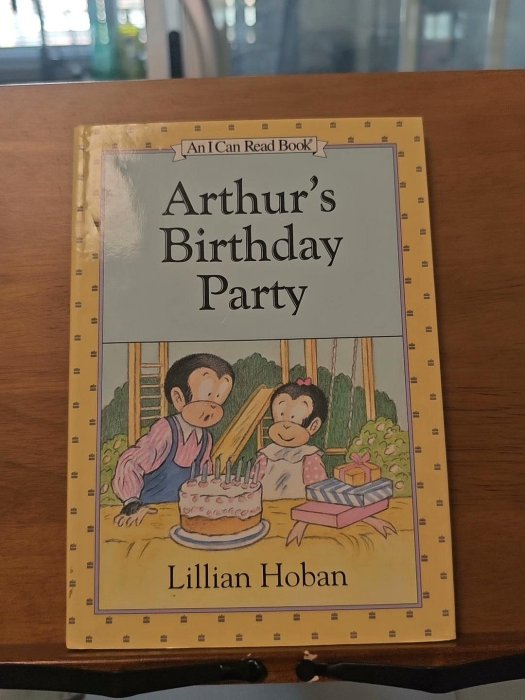 An I Can Read Book®
Arthur's
Birthday
Party
Lillian Hoban